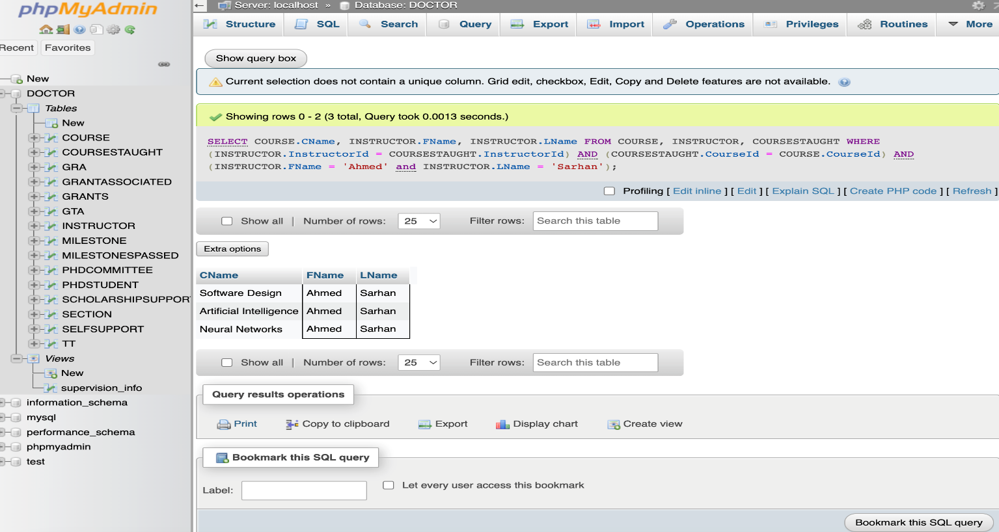 phpMyAdmin
Recent
Favorites
New
DOCTOR
Tables
New
COURSE
COURSESTAUGHT
GRA
GRANTASSOCIATED
GRANTS
GTA
INSTRUCTOR
MILESTONE
MILESTONESPASSED
PHDCOMMITTEE
PHDSTUDENT
SCHOLARSHIPSUPPORT
SECTION
SELFSUPPORT
TT
Views
New
supervision_info
information_schema
mysql
performance_schema
phpmyadmin
test
Server: localhost » Database: DOCTOR
Structure SQL Search Query Export Import Operations Privileges Routines More
Show query box
Current selection does not contain a unique column. Grid edit, checkbox, Edit, Copy and Delete features are not available.
Showing rows 0 - 2 (3 total, Query took 0.0013 seconds.)
SELECT COURSE.CName, INSTRUCTOR.FName, INSTRUCTOR.LName FROM COURSE, INSTRUCTOR, COURSESTAUGHT WHERE
(INSTRUCTOR.InstructorId = COURSESTAUGHT.InstructorId) AND (COURSESTAUGHT.CourseId = COURSE.CourseId) AND
(INSTRUCTOR.FName = 'Ahmed' and INSTRUCTOR.LName = 'Sarhan');
Profiling [ Edit inline ] [ Edit ] [ Explain SQL ] [ Create PHP code ] [ Refresh ]
Show all | Number of rows: 25 Filter rows: Search this table
Extra options
CName FName LName
Software Design Ahmed Sarhan
Artificial Intelligence Ahmed Sarhan
Neural Networks Ahmed Sarhan
Show all | Number of rows: 25 Filter rows: Search this table
Query results operations
Print Copy to clipboard Export Display chart Create view
Bookmark this SQL query
Label: Let every user access this bookmark
Bookmark this SQL query